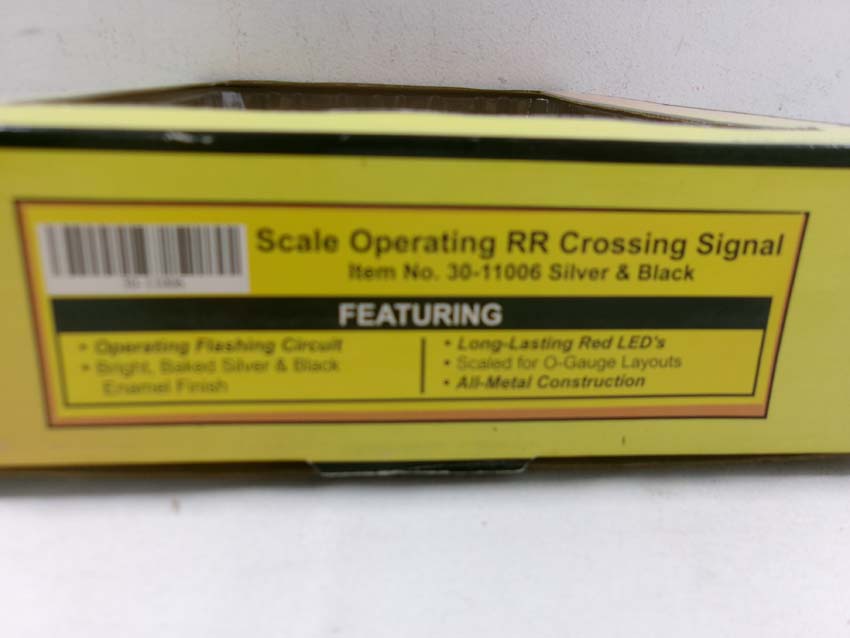 Scale Operating RR Crossing Signal
Item No. 30-11006 Silver & Black
FEATURING
• Operating Flashing Circuit
• Bright, Baked Silver & Black
Enamel Finish
• Long-Lasting Red LED's
• Scaled for O-Gauge Layouts
• All-Metal Construction